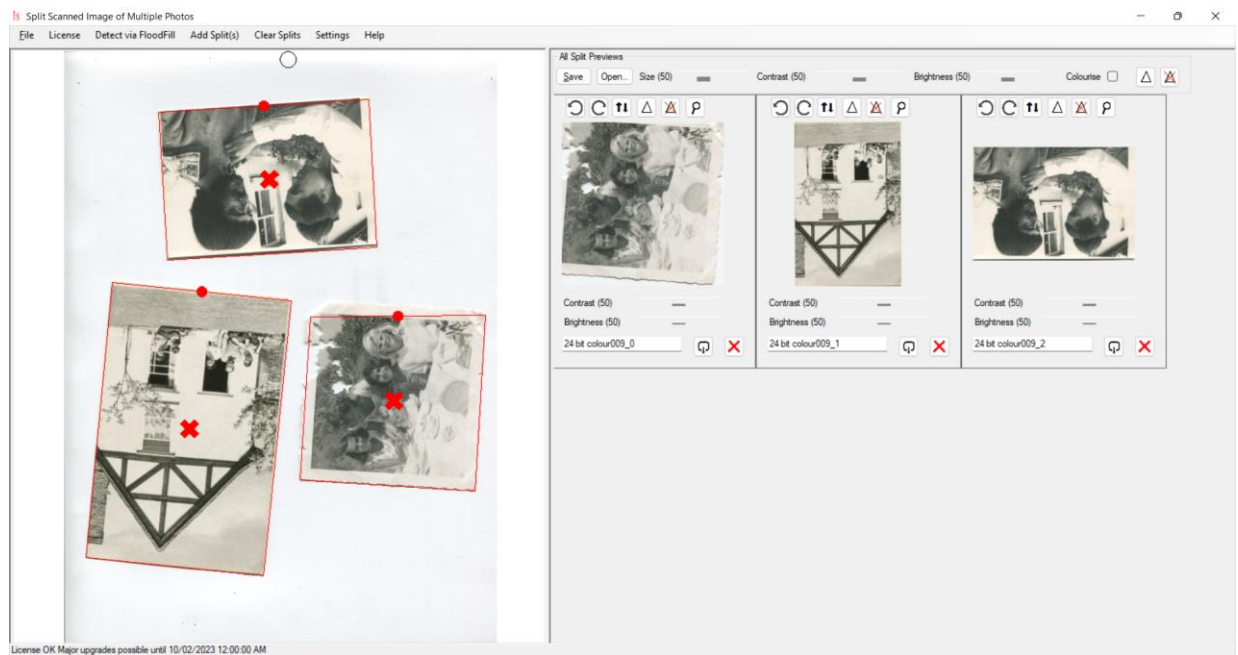 Split Scanned Image of Multiple Photos
File License Detect via FloodFill Add Split(s) Clear Splits Settings Help
All Split Previews
Save Open.. Size (50) Contrast (50) Brightness (50) Colourise
Contrast (50) Contrast (50) Contrast (50)
Brightness (50) Brightness (50) Brightness (50)
24 bit colour009_0 24 bit colour009_1 24 bit colour009_2
License OK Major upgrades possible until 10/02/2023 12:00:00 AM